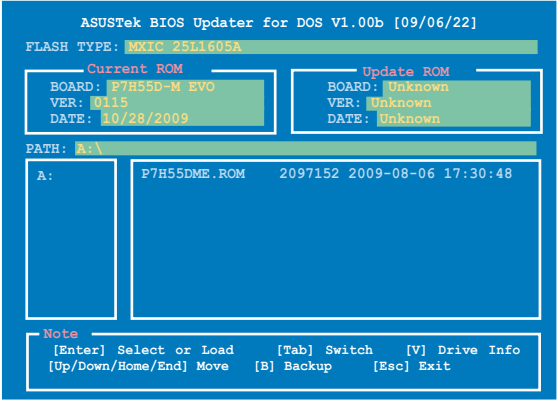 ASUSTek BIOS Updater for DOS V1.00b [09/06/22]
FLASH TYPE: MXIC 25L1605A
Current ROM
BOARD: P7H55D-M EVO
VER: 0115
DATE: 10/28/2009
Update ROM
BOARD: Unknown
VER: Unknown
DATE: Unknown
PATH: A:\
A:
P7H55DME.ROM 2097152 2009-08-06 17:30:48
Note
[Enter] Select or Load [Tab] Switch [V] Drive Info
[Up/Down/Home/End] Move [B] Backup [Esc] Exit